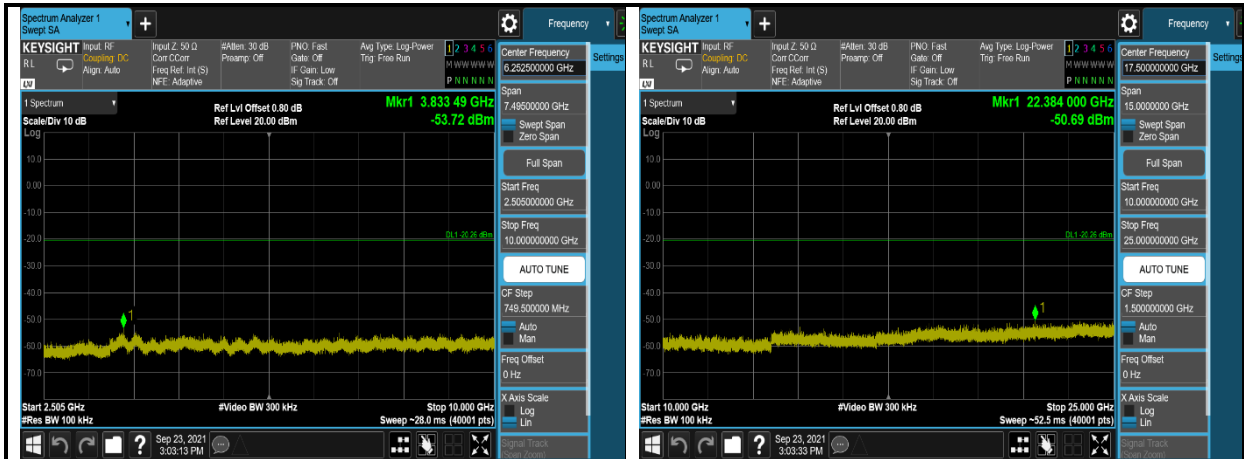 Spectrum Analyzer 1
Swept SA
+
Frequency
KEYSIGHT
RL
Input: RF
Coupling: DC
Align: Auto
Input Z: 50 Ω
Corr CCorr
Freq Ref: Int (S)
NFE: Adaptive
#Atten: 30 dB
Preamp: Off
PNO: Fast
Gate: Off
IF Gain: Low
Sig Track: Off
Avg Type: Log-Power
Trig: Free Run
1 2 3 4 5 6
M W W W W W
P N N N N N
1 Spectrum
Scale/Div 10 dB
Ref Lvl Offset 0.80 dB
Ref Level 20.00 dBm
Mkr1 3.833 49 GHz
-53.72 dBm
Log
10.0
0.00
-10.0
-20.0
-30.0
-40.0
-50.0
-60.0
-70.0
DL1 -20.26 dBm
1
Start 2.505 GHz
#Res BW 100 kHz
#Video BW 300 kHz
Stop 10.000 GHz
Sweep ~28.0 ms (40001 pts)
Center Frequency
6.252500000 GHz
Settings
Span
7.49500000 GHz
Swept Span
Zero Span
Full Span
Start Freq
2.505000000 GHz
Stop Freq
10.000000000 GHz
AUTO TUNE
CF Step
749.500000 MHz
Auto
Man
Freq Offset
0 Hz
X Axis Scale
Log
Lin
Signal Track
(Span Zoom)
?
Sep 23, 2021
3:03:13 PM
Spectrum Analyzer 1
Swept SA
+
Frequency
KEYSIGHT
RL
Input: RF
Coupling: DC
Align: Auto
Input Z: 50 Ω
Corr CCorr
Freq Ref: Int (S)
NFE: Adaptive
#Atten: 30 dB
Preamp: Off
PNO: Fast
Gate: Off
IF Gain: Low
Sig Track: Off
Avg Type: Log-Power
Trig: Free Run
1 2 3 4 5 6
M W W W W W
P N N N N N
1 Spectrum
Scale/Div 10 dB
Ref Lvl Offset 0.80 dB
Ref Level 20.00 dBm
Mkr1 22.384 000 GHz
-50.69 dBm
Log
10.0
0.00
-10.0
-20.0
-30.0
-40.0
-50.0
-60.0
-70.0
DL1 -20.26 dBm
1
Start 10.000 GHz
#Res BW 100 kHz
#Video BW 300 kHz
Stop 25.000 GHz
Sweep ~52.5 ms (40001 pts)
Center Frequency
17.500000000 GHz
Settings
Span
15.0000000 GHz
Swept Span
Zero Span
Full Span
Start Freq
10.000000000 GHz
Stop Freq
25.000000000 GHz
AUTO TUNE
CF Step
1.500000000 GHz
Auto
Man
Freq Offset
0 Hz
X Axis Scale
Log
Lin
Signal Track
(Span Zoom)
?
Sep 23, 2021
3:03:33 PM